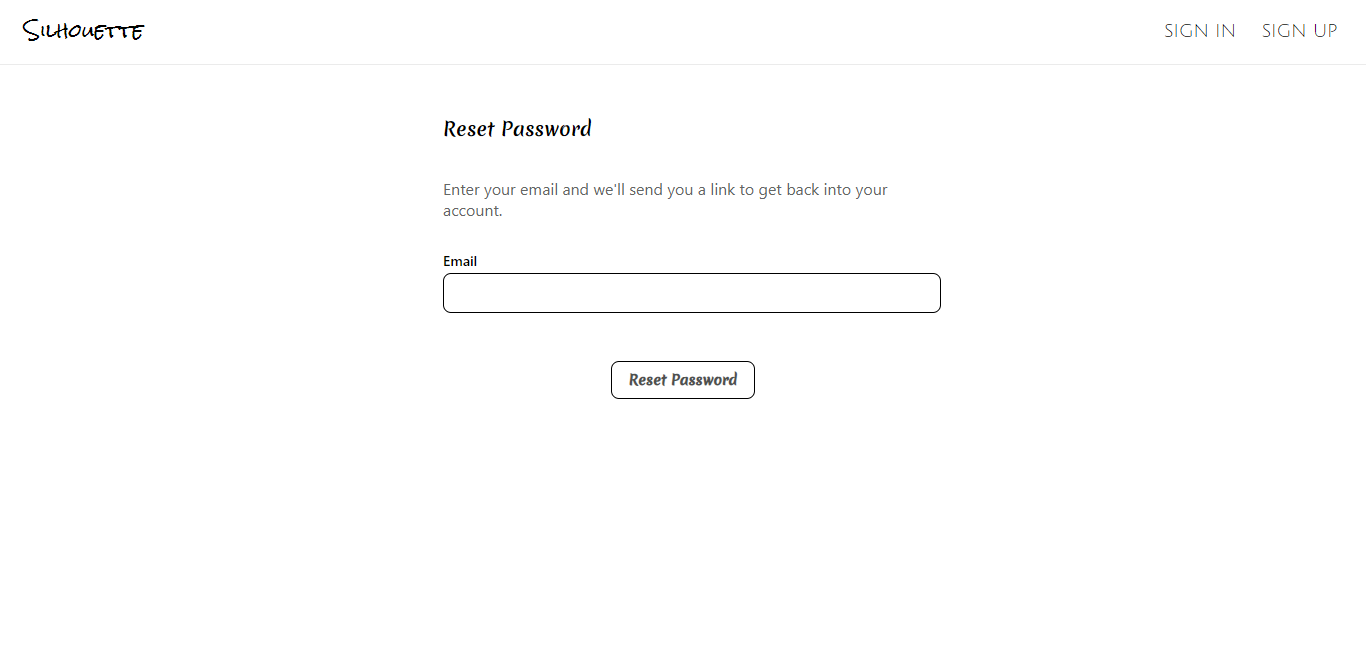 Silhouette
SIGN IN SIGN UP
Reset Password
Enter your email and we'll send you a link to get back into your
account.
Email
Reset Password